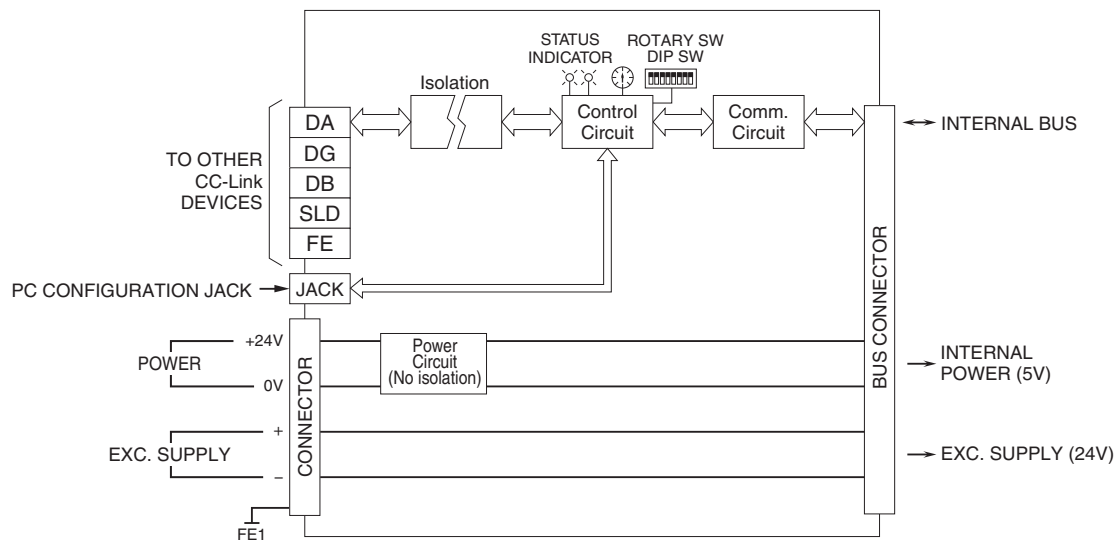 STATUS
INDICATOR
ROTARY SW
DIP SW
Isolation
Control
Circuit
Comm.
Circuit
DA
DG
DB
SLD
FE
TO OTHER
CC-Link
DEVICES
INTERNAL BUS
PC CONFIGURATION JACK
JACK
BUS CONNECTOR
CONNECTOR
+24V
POWER
0V
Power
Circuit
(No isolation)
INTERNAL
POWER (5V)
+
EXC. SUPPLY
−
EXC. SUPPLY (24V)
FE1